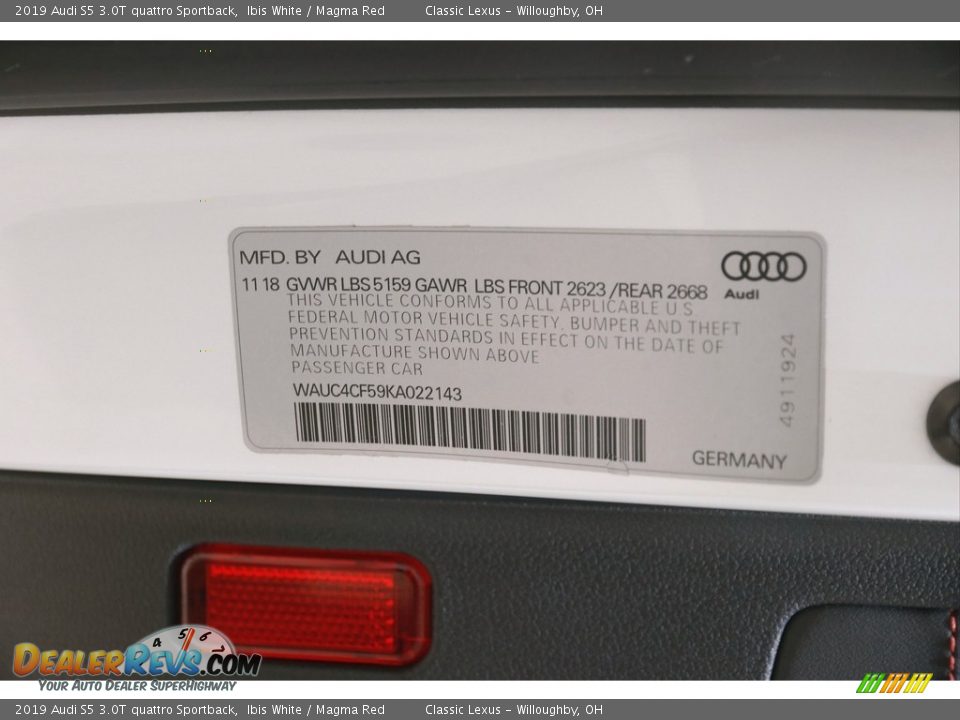 2019 Audi S5 3.0T quattro Sportback, Ibis White / Magma Red Classic Lexus - Willoughby, OH
MFD. BY AUDI AG
11 18 GVWR LBS 5159 GAWR LBS FRONT 2623 /REAR 2668
Audi
THIS VEHICLE CONFORMS TO ALL APPLICABLE U S
FEDERAL MOTOR VEHICLE SAFETY, BUMPER AND THEFT
PREVENTION STANDARDS IN EFFECT ON THE DATE OF
MANUFACTURE SHOWN ABOVE
PASSENGER CAR
WAUC4CF59KA022143
4911924
GERMANY
4 5 6
DEALERREVS.COM
YOUR AUTO DEALER SUPERHIGHWAY
2019 Audi S5 3.0T quattro Sportback, Ibis White / Magma Red Classic Lexus - Willoughby, OH